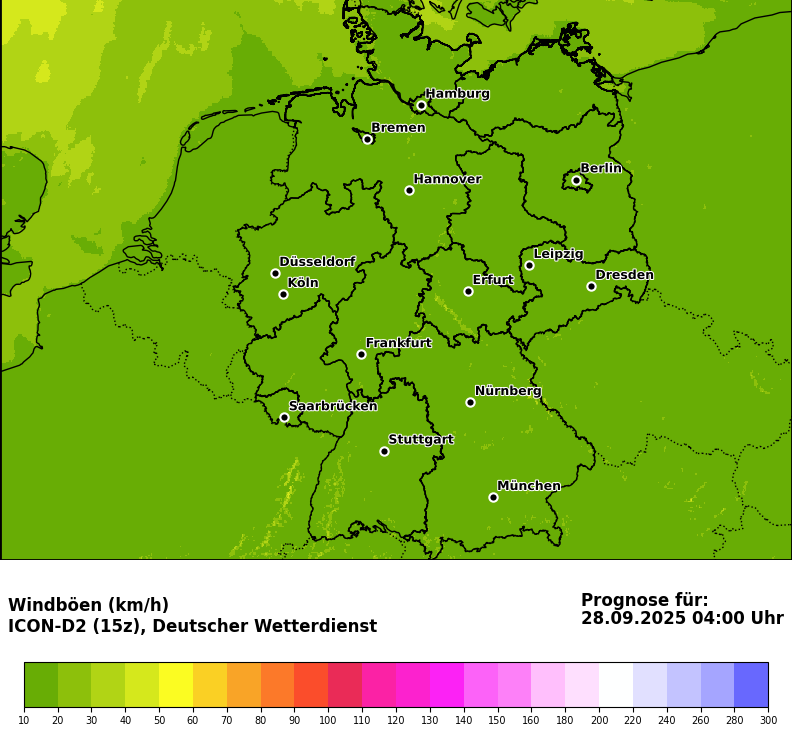 Hamburg
Bremen
Berlin
Hannover
Leipzig
Düsseldorf
Dresden
Köln
Erfurt
Frankfurt
Nürnberg
Saarbrücken
Stuttgart
München
Windböen (km/h)
ICON-D2 (15z), Deutscher Wetterdienst
Prognose für:
28.09.2025 04:00 Uhr
10 20 30 40 50 60 70 80 90 100 110 120 130 140 150 160 180 200 220 240 260 280 300